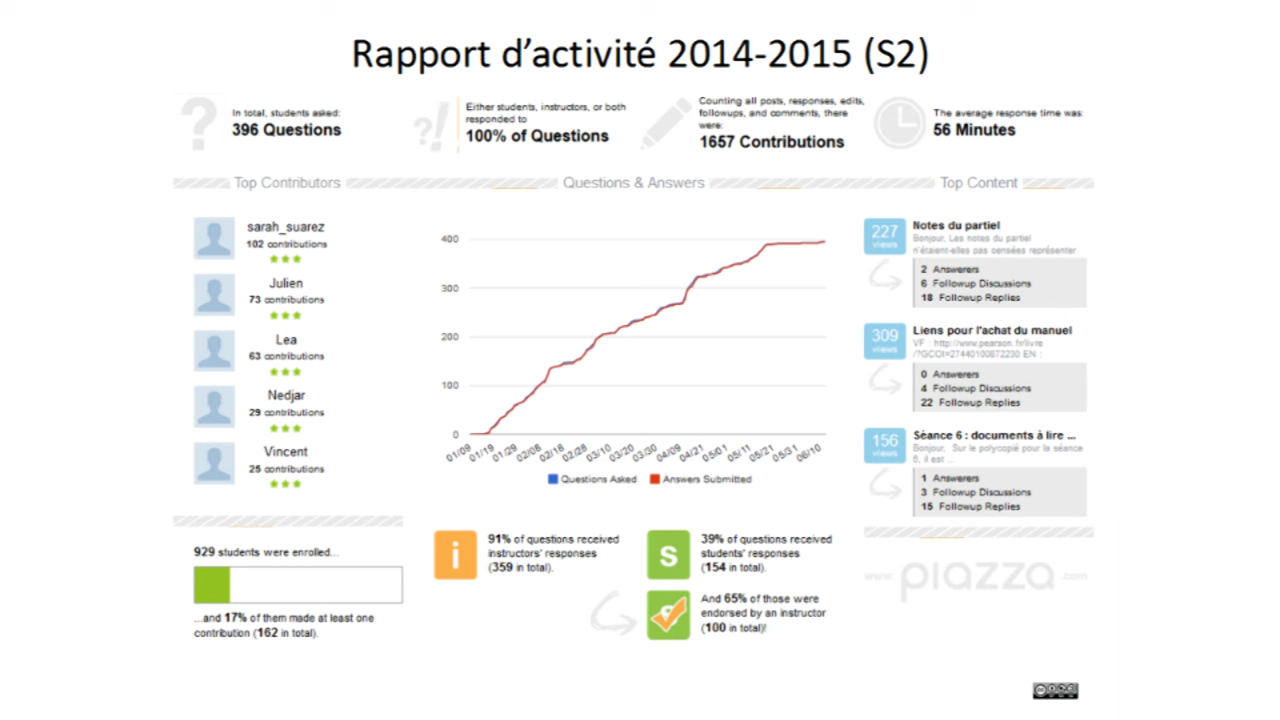 Rapport d’activité 2014-2015 (S2)
In total, students asked:
396 Questions
Either students, instructors, or both
responded to
100% of Questions
Counting all posts, responses, edits,
followups, and comments, there
were:
1657 Contributions
The average response time was:
56 Minutes
Top Contributors
Questions & Answers
Top Content
sarah_suarez
102 contributions
Julien
73 contributions
Lea
63 contributions
Nedjar
29 contributions
Vincent
25 contributions
400
300
200
100
0
01/09
01/19
01/29
02/08
02/18
02/28
03/10
03/20
03/30
04/09
04/21
05/01
05/11
05/21
05/31
06/10
Questions Asked
Answers Submitted
227
views
Notes du partiel
Bonjour, Les notes du partiel
n'étaient-elles pas censées représenter
2 Answerers
6 Followup Discussions
18 Followup Replies
309
views
Liens pour l'achat du manuel
VF : http://www.pearson.fr/livre
/?GCOI=27440100872230 EN :
0 Answerers
4 Followup Discussions
22 Followup Replies
156
views
Séance 6 : documents à lire ...
Bonjour, Sur le polycopié pour la séance
6, il est ...
1 Answerers
3 Followup Discussions
15 Followup Replies
929 students were enrolled...
...and 17% of them made at least one
contribution (162 in total).
i
91% of questions received
instructors' responses
(359 in total).
s
39% of questions received
students' responses
(154 in total).
And 65% of those were
endorsed by an instructor
(100 in total)!
www.piazza.com